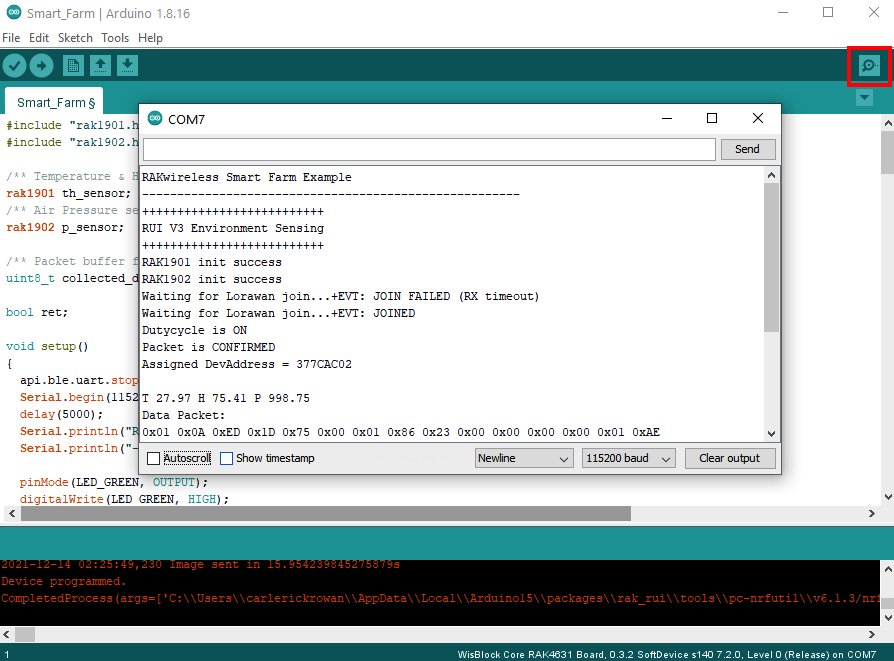 Smart_Farm | Arduino 1.8.16
File Edit Sketch Tools Help
Smart_Farm §
#include "rak1901.h
#include "rak1902.h
/** Temperature & H
rak1901 th_sensor;
/** Air Pressure se
rak1902 p_sensor;
/** Packet buffer f
uint8_t collected_d
bool ret;
void setup()
{
api.ble.uart.stop
Serial.begin(1152
delay(5000);
Serial.println("R
Serial.println("-
pinMode(LED_GREEN, OUTPUT);
digitalWrite(LED_GREEN, HIGH);
COM7
Send
RAKwireless Smart Farm Example
------------------------------------------------------
++++++++++++++++++++++++++
RUI V3 Environment Sensing
++++++++++++++++++++++++++
RAK1901 init success
RAK1902 init success
Waiting for Lorawan join...+EVT: JOIN FAILED (RX timeout)
Waiting for Lorawan join...+EVT: JOINED
Dutycycle is ON
Packet is CONFIRMED
Assigned DevAddress = 377CAC02
T 27.97 H 75.41 P 998.75
Data Packet:
0x01 0x0A 0xED 0x1D 0x75 0x00 0x01 0x86 0x23 0x00 0x00 0x00 0x00 0x01 0xAE
Autoscroll Show timestamp Newline 115200 baud Clear output
2021-12-14 02:25:49,230 Image sent in 15.954239845275879s
Device programmed.
CompletedProcess(args=['C:\\Users\\carlerickrowan\\AppData\\Local\\Arduino15\\packages\\rak_rui\\tools\\pc-nrfutil\\v6.1.3/nrf
1 WisBlock Core RAK4631 Board, 0.3.2 SoftDevice s140 7.2.0, Level 0 (Release) on COM7